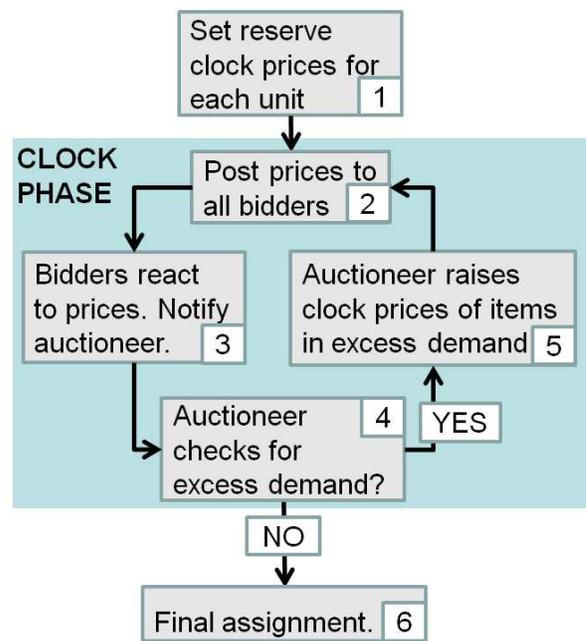 Set reserve
clock prices for
each unit
1
CLOCK
PHASE
Post prices to
all bidders
2
Bidders react
to prices. Notify
auctioneer.
3
Auctioneer raises
clock prices of items
in excess demand
5
Auctioneer
checks for
excess demand?
4
YES
NO
Final assignment.
6